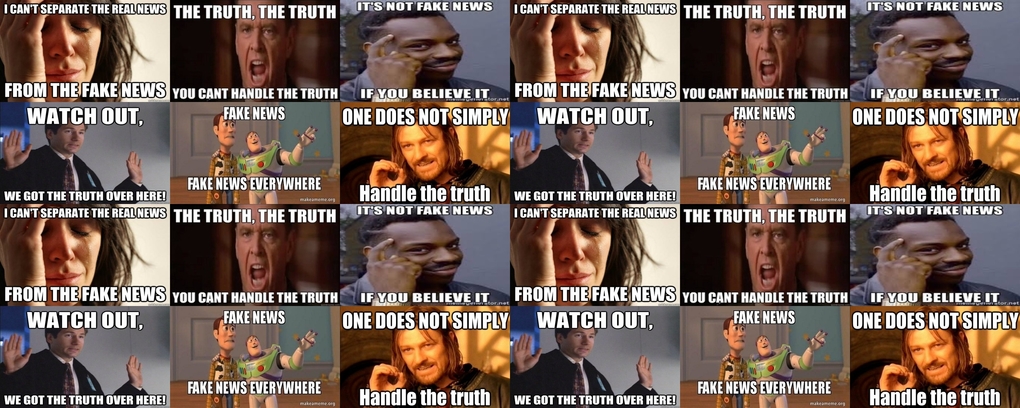 I CAN'T SEPARATE THE REAL NEWS
FROM THE FAKE NEWS
THE TRUTH, THE TRUTH
YOU CANT HANDLE THE TRUTH
IT'S NOT FAKE NEWS
IF YOU BELIEVE IT
I CAN'T SEPARATE THE REAL NEWS
FROM THE FAKE NEWS
THE TRUTH, THE TRUTH
YOU CANT HANDLE THE TRUTH
IT'S NOT FAKE NEWS
IF YOU BELIEVE IT
WATCH OUT,
WE GOT THE TRUTH OVER HERE!
FAKE NEWS
FAKE NEWS EVERYWHERE
makeameme.org
ONE DOES NOT SIMPLY
Handle the truth
WATCH OUT,
WE GOT THE TRUTH OVER HERE!
FAKE NEWS
FAKE NEWS EVERYWHERE
makeameme.org
ONE DOES NOT SIMPLY
Handle the truth
I CAN'T SEPARATE THE REAL NEWS
FROM THE FAKE NEWS
THE TRUTH, THE TRUTH
YOU CANT HANDLE THE TRUTH
IT'S NOT FAKE NEWS
IF YOU BELIEVE IT
I CAN'T SEPARATE THE REAL NEWS
FROM THE FAKE NEWS
THE TRUTH, THE TRUTH
YOU CANT HANDLE THE TRUTH
IT'S NOT FAKE NEWS
IF YOU BELIEVE IT
WATCH OUT,
WE GOT THE TRUTH OVER HERE!
FAKE NEWS
FAKE NEWS EVERYWHERE
makeameme.org
ONE DOES NOT SIMPLY
Handle the truth
WATCH OUT,
WE GOT THE TRUTH OVER HERE!
FAKE NEWS
FAKE NEWS EVERYWHERE
makeameme.org
ONE DOES NOT SIMPLY
Handle the truth